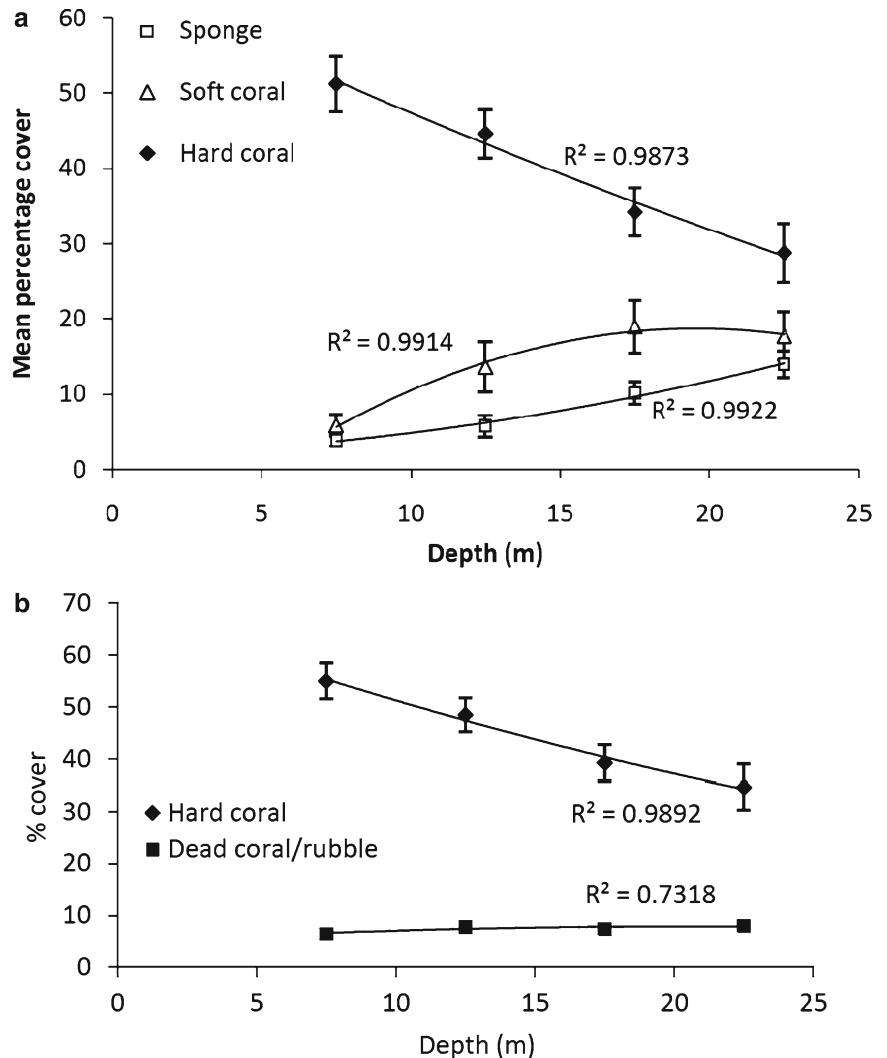 a
Mean percentage cover
60
50
40
30
20
10
0
Sponge
Soft coral
Hard coral
R² = 0.9873
R² = 0.9914
R² = 0.9922
0 5 10 15 20 25
Depth (m)
b
% cover
70
60
50
40
30
20
10
0
Hard coral
Dead coral/rubble
R² = 0.9892
R² = 0.7318
0 5 10 15 20 25
Depth (m)